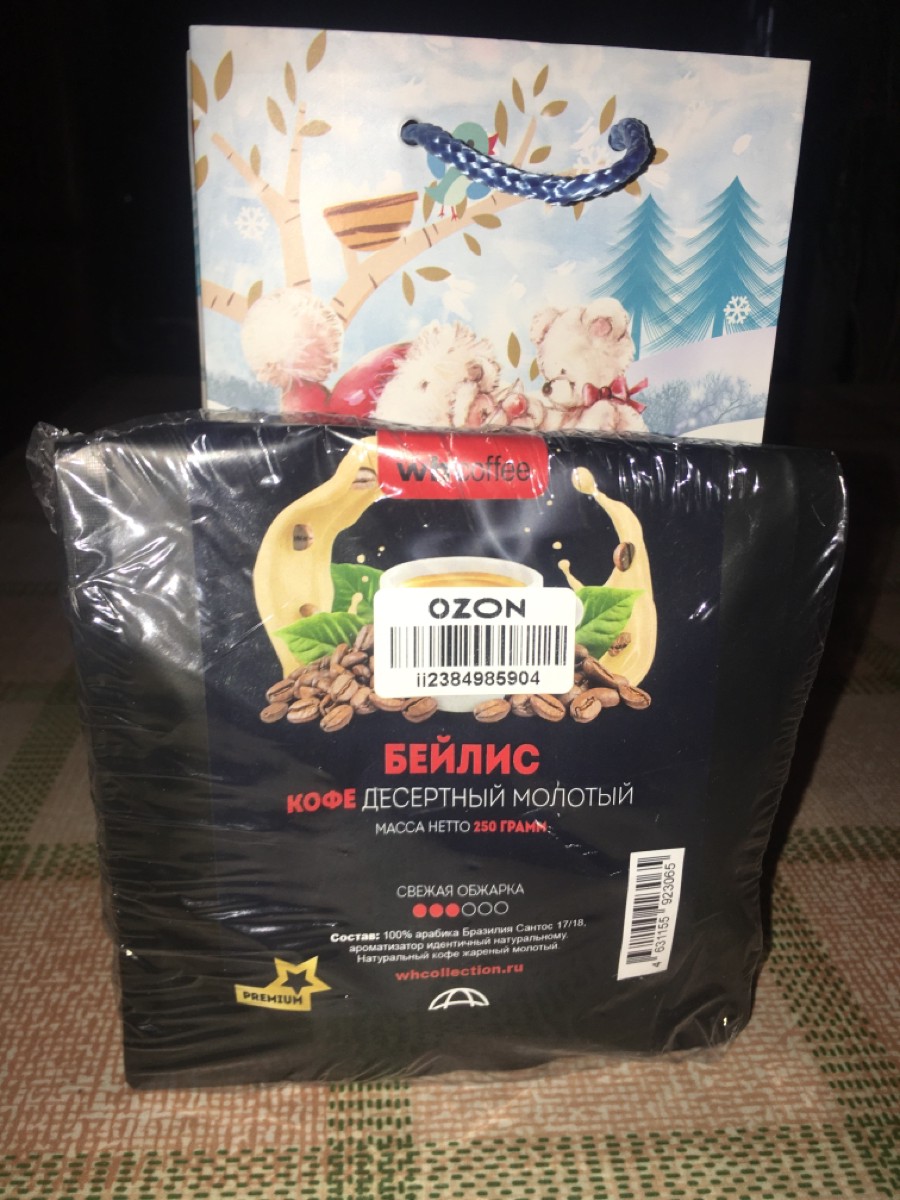 whcoffee
OZON
ii2384985904
БЕЙЛИС
КОФЕ ДЕСЕРТНЫЙ МОЛОТЫЙ
МАССА НЕТТО 250 ГРАММ
СВЕЖАЯ ОБЖАРКА
Состав: 100% арабика Бразилия Сантос 17/18,
ароматизатор идентичный натуральному.
Натуральный кофе жареный молотый.
whcollection.ru
PREMIUM
4 631155 923065